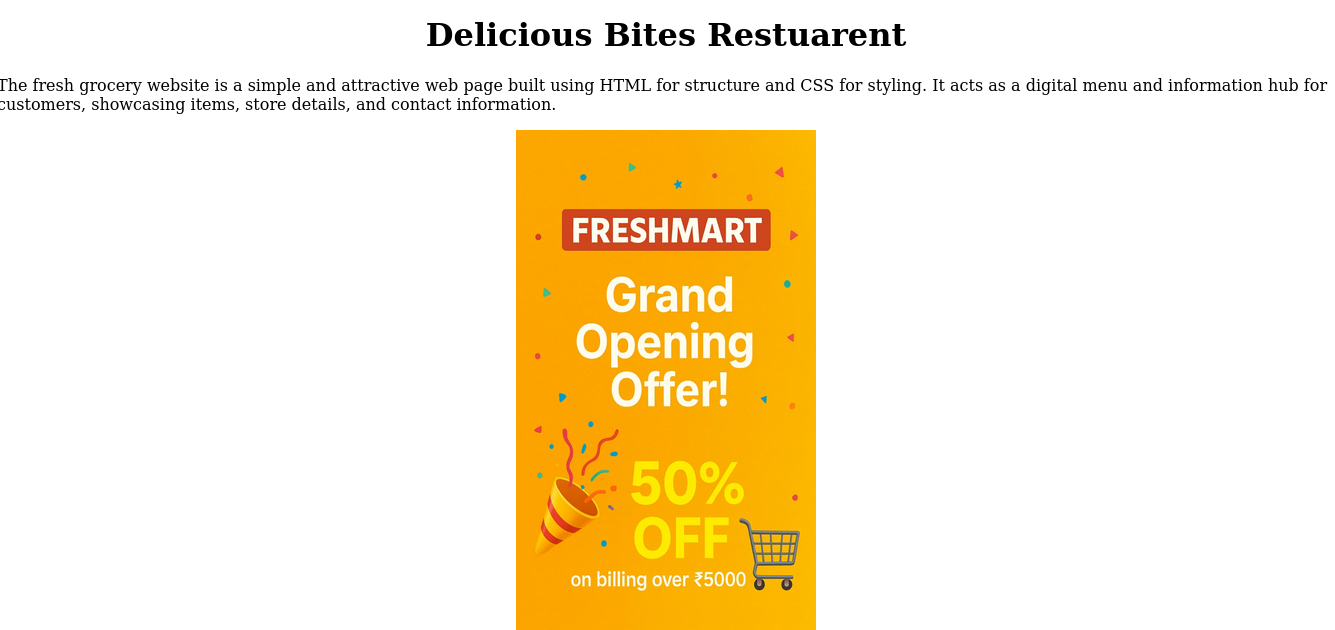 Delicious Bites Restuarent
The fresh grocery website is a simple and attractive web page built using HTML for structure and CSS for styling. It acts as a digital menu and information hub for
customers, showcasing items, store details, and contact information.
FRESHMART
Grand
Opening
Offer!
50%
OFF
on billing over ₹5000